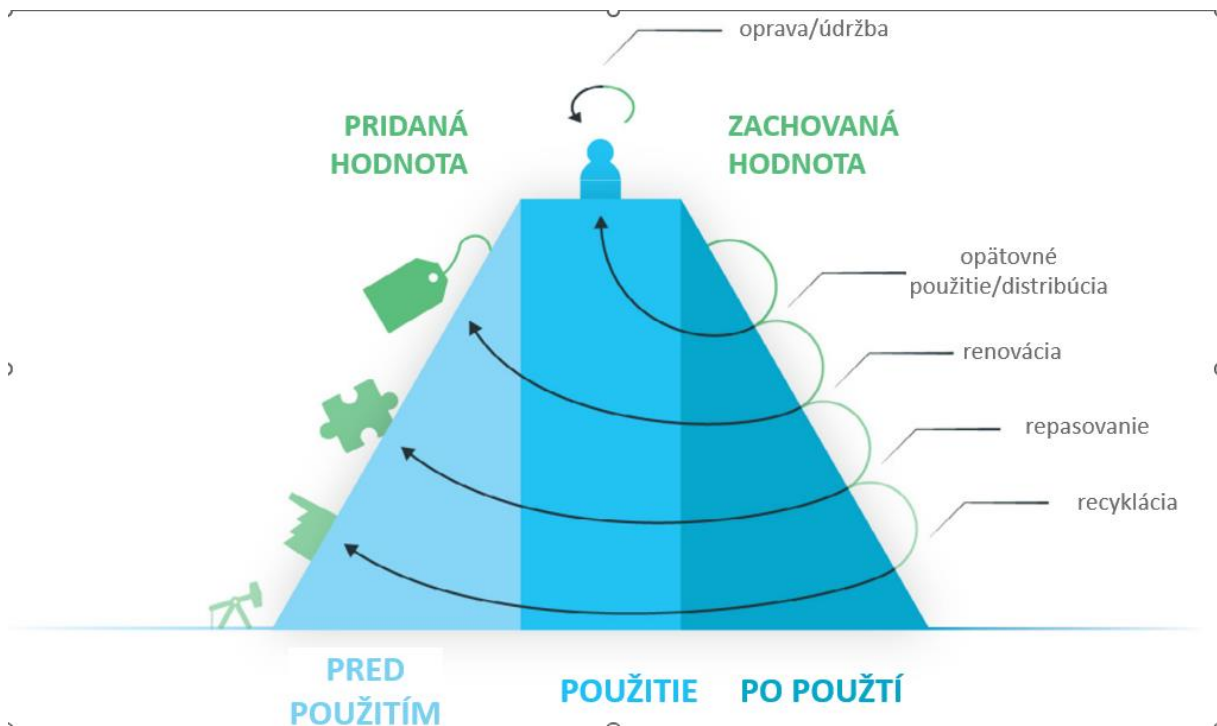 oprava/údržba
PRIDANÁ
HODNOTA
ZACHOVANÁ
HODNOTA
opätovné
použitie/distribúcia
renovácia
repasovanie
recyklácia
PRED
POUŽITÍM
POUŽITIE
PO POUŽTÍ